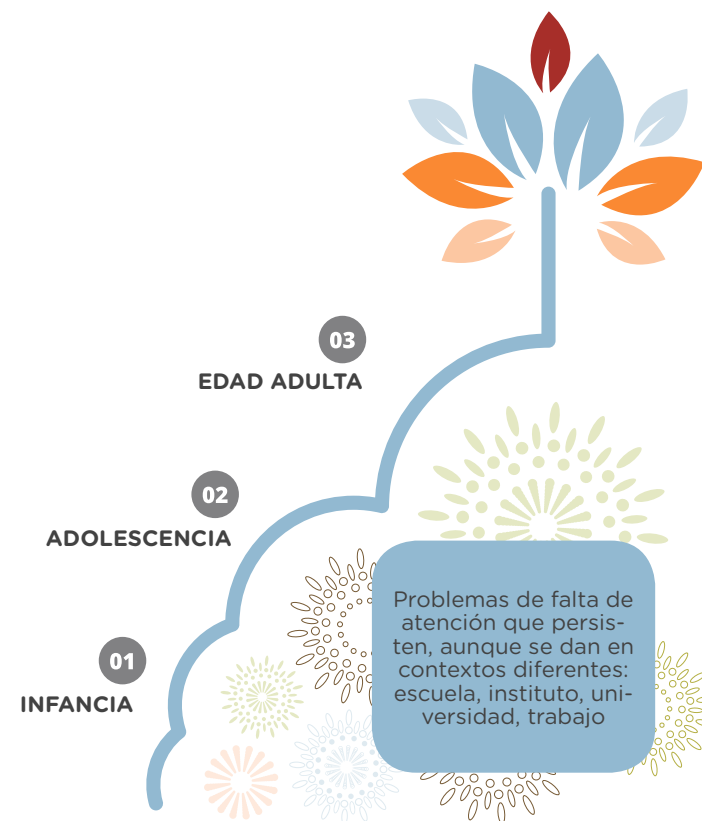 03
EDAD ADULTA
02
ADOLESCENCIA
01
INFANCIA
Problemas de falta de
atención que persis-
ten, aunque se dan en
contextos diferentes:
escuela, instituto, uni-
versidad, trabajo